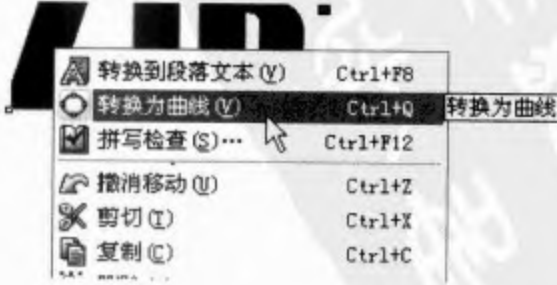 转换到段落文本(V) Ctrl+F8
转换为曲线(V) Ctrl+Q 转换为曲线
拼写检查(S)… Ctrl+F12
撤消移动(U) Ctrl+Z
剪切(T) Ctrl+X
复制(C) Ctrl+C